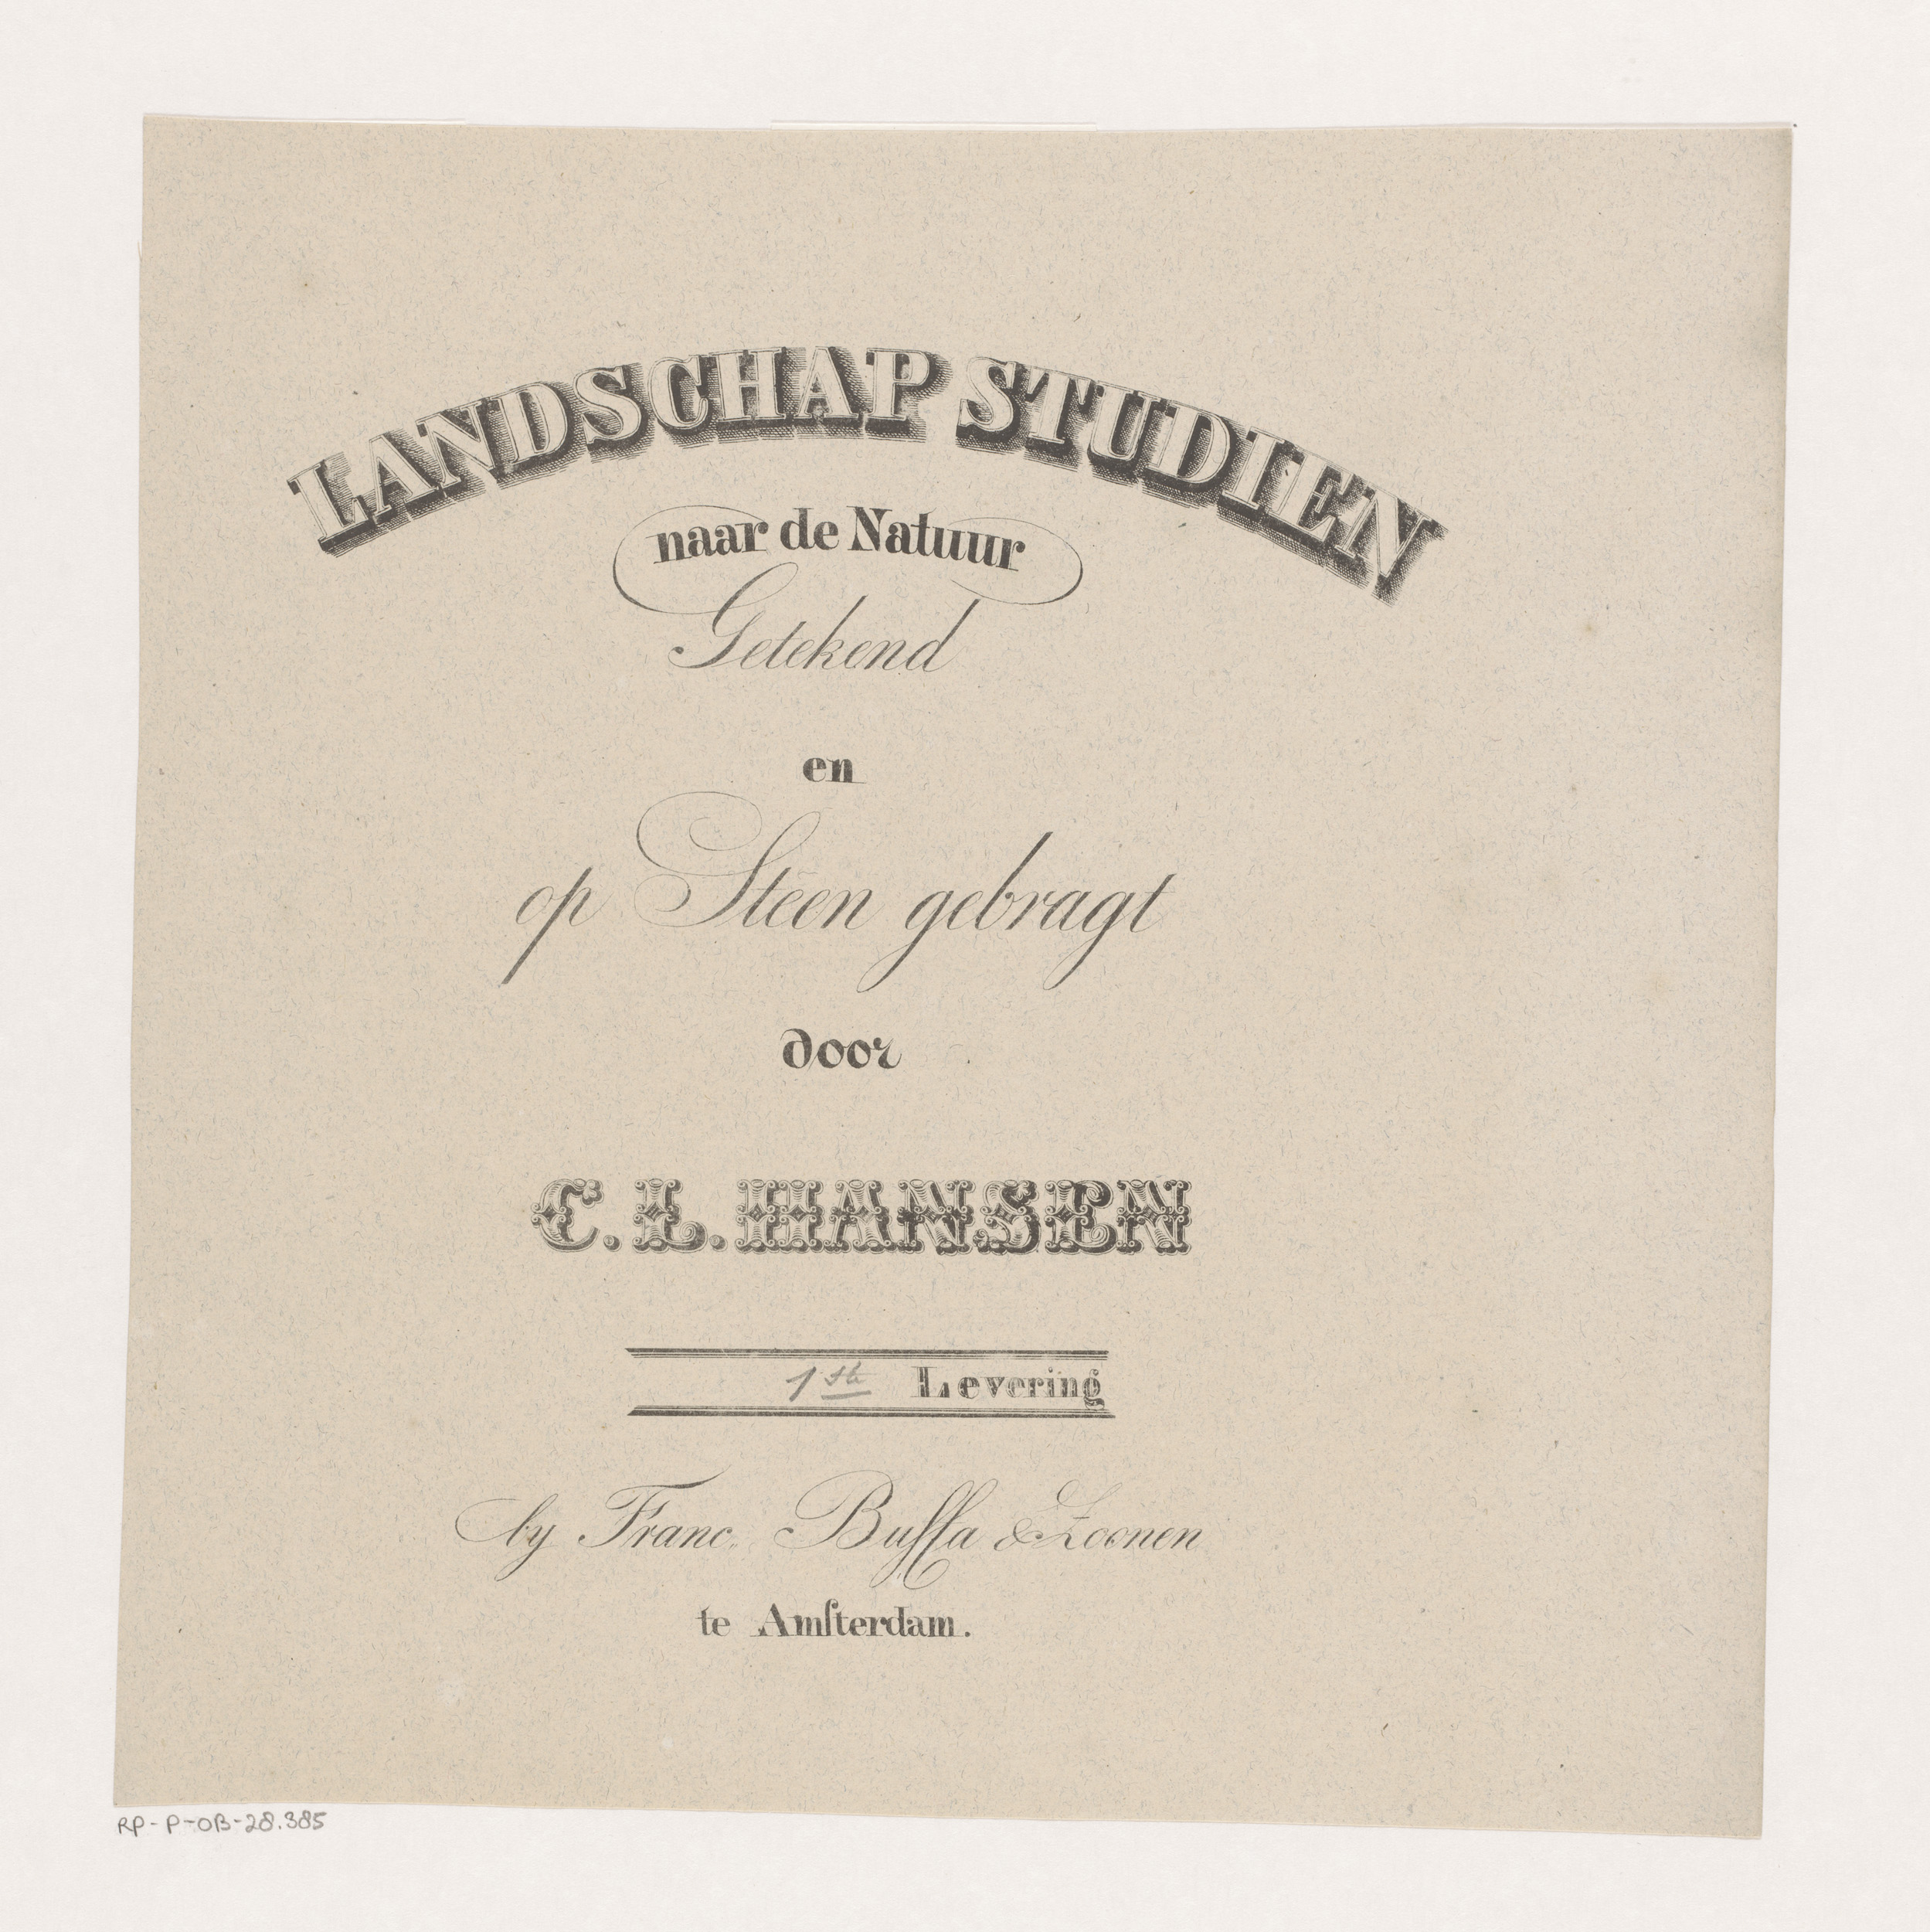 LANDSCHAP STUDIEN
naar de Natuur
Getekend
en
op Steen gebragt
door
C. L. HANSEN
1ste Levering
by Franc. Buſſa & Zoonen
te Amſterdam.
RP-P-OB-28.385